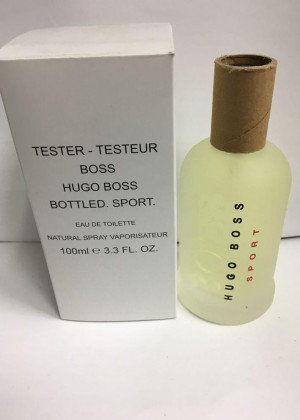 TESTER - TESTEUR
BOSS
HUGO BOSS
BOTTLED. SPORT.
EAU DE TOILETTE
NATURAL SPRAY VAPORISATEUR
100ml e 3.3 FL. OZ.
HUGO BOSS
SPORT